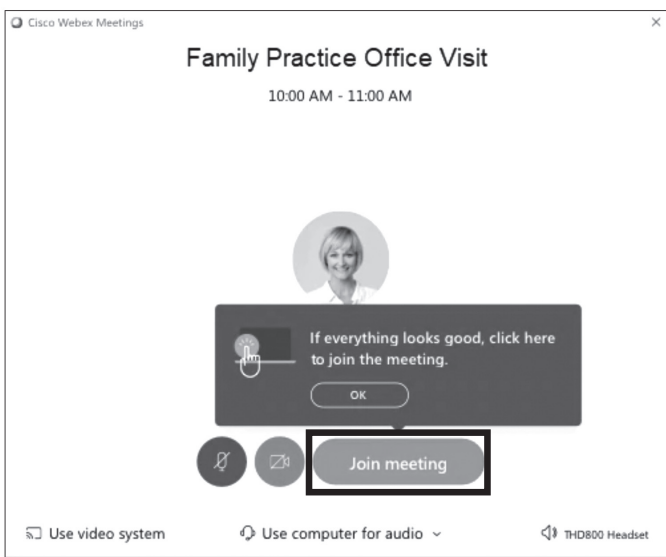 Cisco Webex Meetings
Family Practice Office Visit
10:00 AM - 11:00 AM
If everything looks good, click here
to join the meeting.
OK
Join meeting
Use video system
Use computer for audio
THD800 Headset